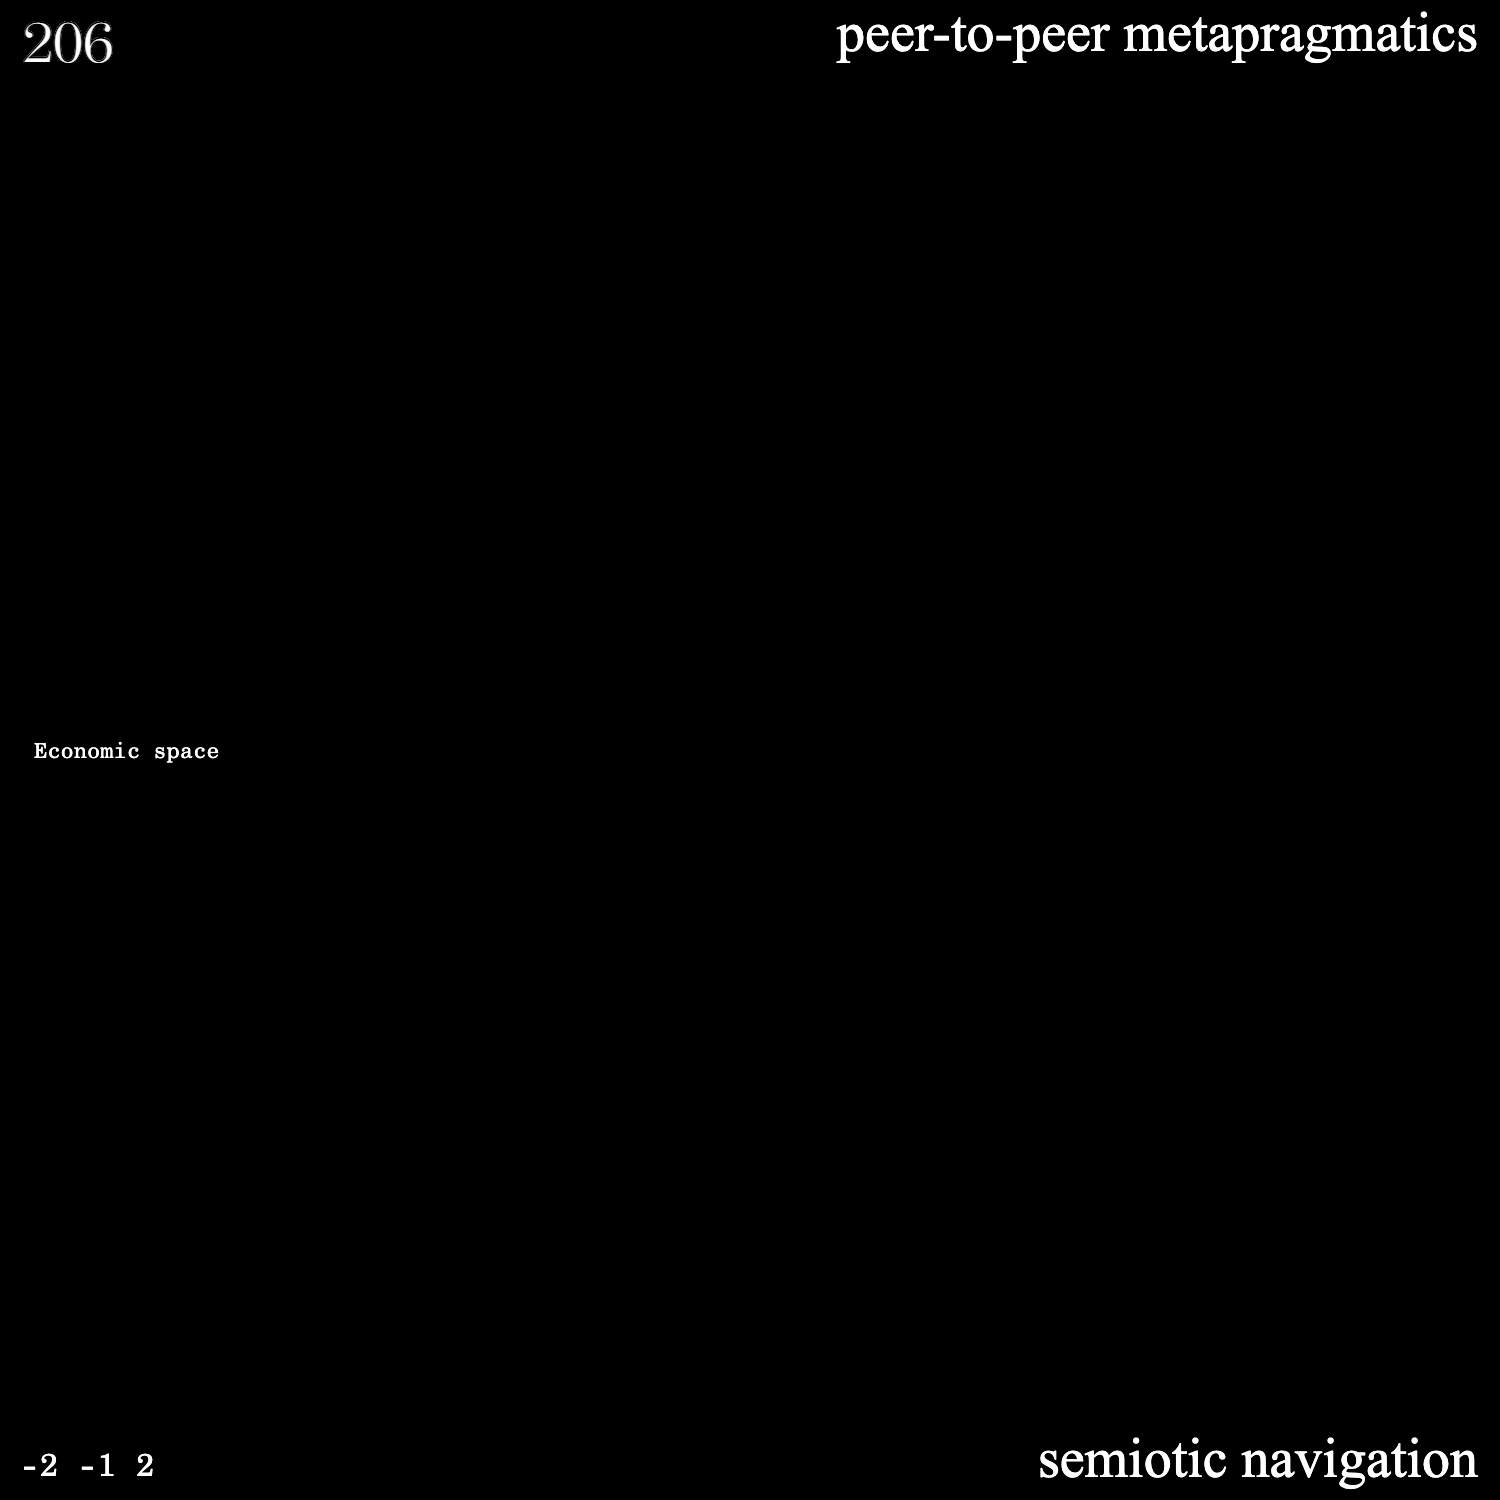 206
peer-to-peer metapragmatics
Economic space
-2 -1 2
semiotic navigation